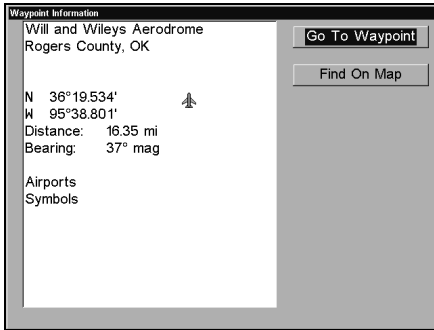 Waypoint Information
Will and Wileys Aerodrome
Rogers County, OK
N 36°19.534'
W 95°38.801'
Distance: 16.35 mi
Bearing: 37° mag
Airports
Symbols
Go To Waypoint
Find On Map